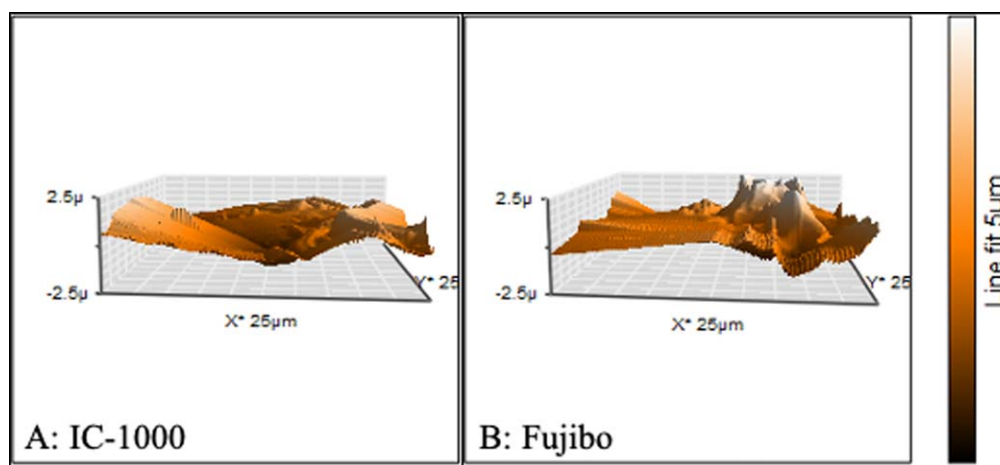 2.5µ
-2.5µ
X* 25µm
Y* 25
A: IC-1000
2.5µ
-2.5µ
X* 25µm
Y* 25
B: Fujibo
Line fit 5µm